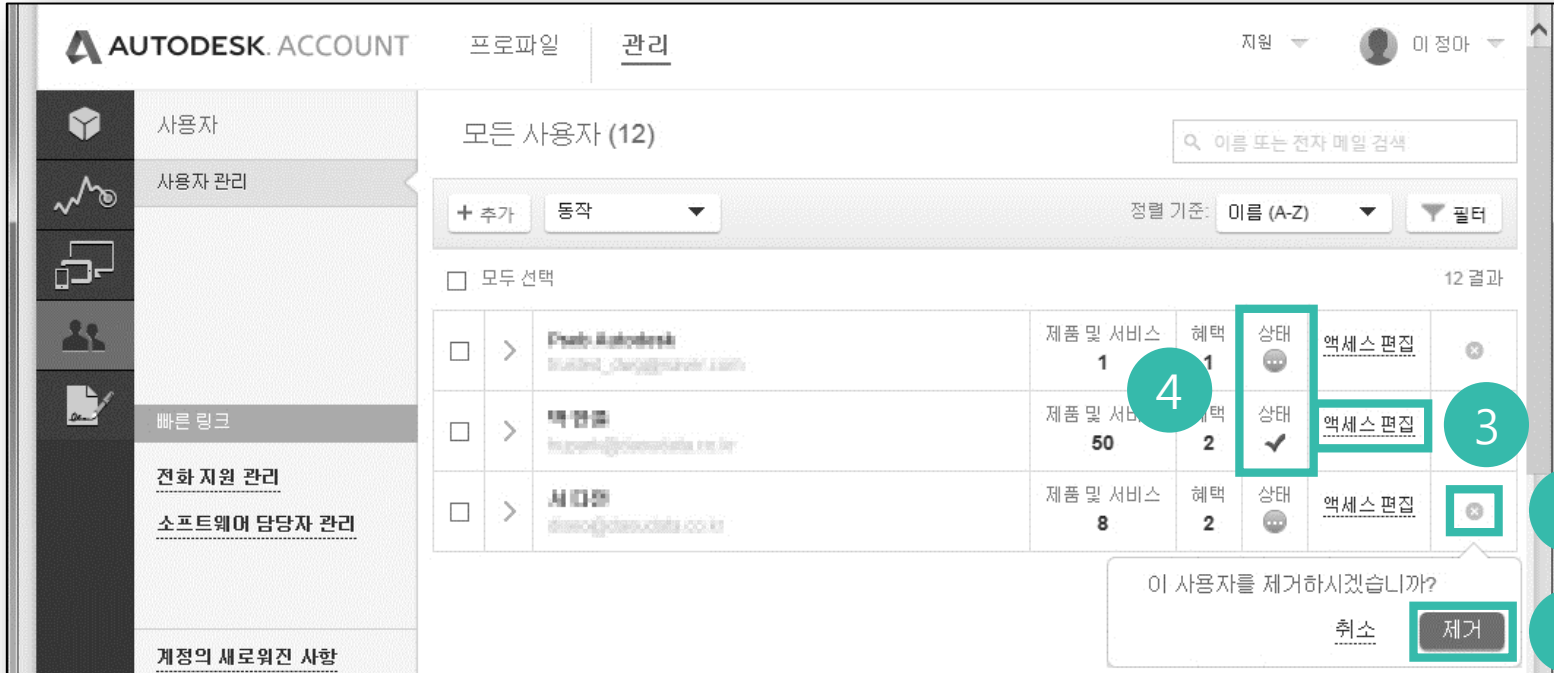 AUTODESK. ACCOUNT
프로파일
관리
지원
이 정아
사용자
사용자 관리
빠른 링크
전화 지원 관리
소프트웨어 담당자 관리
계정의 새로워진 사항
모든 사용자 (12)
이름 또는 전자 메일 검색
+ 추가
동작
정렬 기준: 이름 (A-Z)
필터
모두 선택
12 결과
제품 및 서비스 혜택 상태 액세스 편집
1 1
4
제품 및 상태 액세스 편집
50 2
3
제품 및 서비스 혜택 상태 액세스 편집
8 2
이 사용자를 제거하시겠습니까?
취소 제거